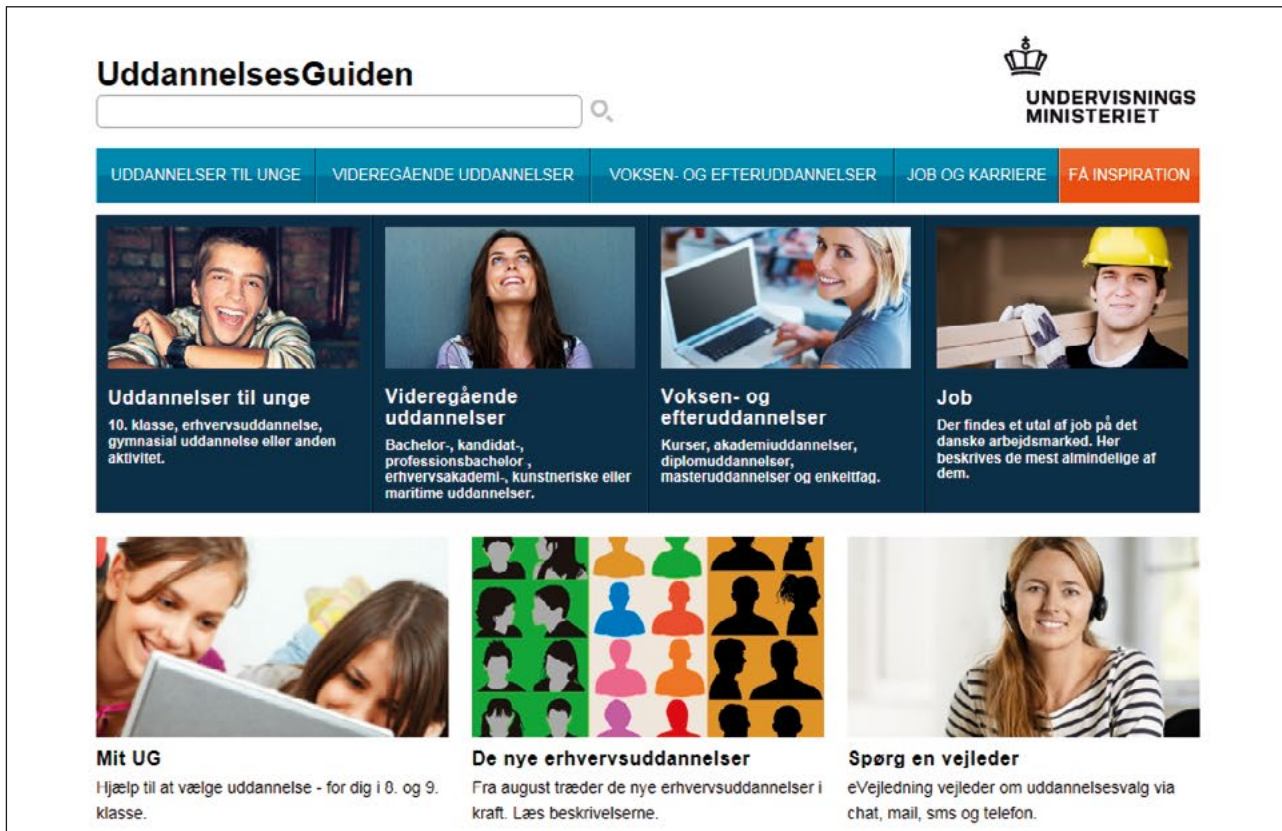 UddannelsesGuiden
UNDERVISNINGS
MINISTERIET
UDDANNELSER TIL UNGE
VIDEREGÅENDE UDDANNELSER
VOKSEN- OG EFTERUDDANNELSER
JOB OG KARRIERE
FÅ INSPIRATION
Uddannelser til unge
10. klasse, erhvervsuddannelse,
gymnasial uddannelse eller anden
aktivitet.
Videregående
uddannelser
Bachelor-, kandidat-,
professionsbachelor ,
erhvervsakademi-, kunstneriske eller
maritime uddannelser.
Voksen- og
efteruddannelser
Kurser, akademiuddannelser,
diplomuddannelser,
masteruddannelser og enkeltfag.
Job
Der findes et utal af job på det
danske arbejdsmarked. Her
beskrives de mest almindelige af
dem.
Mit UG
Hjælp til at vælge uddannelse - for dig i 8. og 9.
klasse.
De nye erhvervsuddannelser
Fra august træder de nye erhvervsuddannelser i
kraft. Læs beskrivelserne.
Spørg en vejleder
eVejledning vejleder om uddannelsesvalg via
chat, mail, sms og telefon.